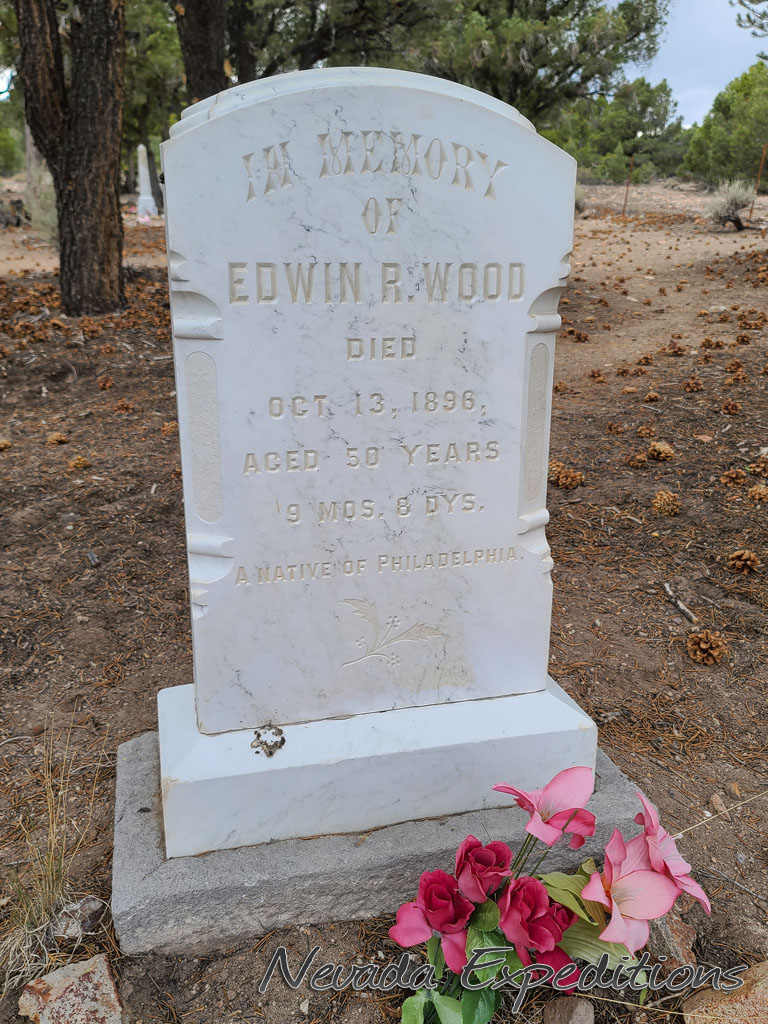 IN MEMORY
OF
EDWIN R. WOOD
DIED
OCT 13, 1896,
AGED 50 YEARS
9 MOS. 8 DYS.
A NATIVE OF PHILADELPHIA.
Nevada Expeditions